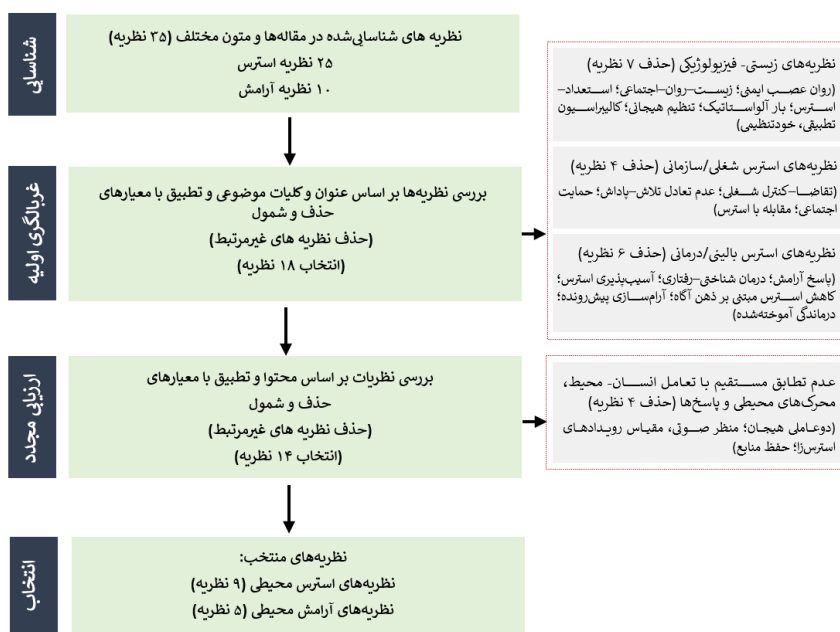 شناسایی
نظریه های شناسایی‌شده در مقاله‌ها و متون مختلف (۳۵ نظریه)
۲۵ نظریه استرس
۱۰ نظریه آرامش
غربالگری اولیه
بررسی نظریه‌ها بر اساس عنوان و کلیات موضوعی و تطبیق با معیارهای
حذف و شمول
(حذف نظریه های غیرمرتبط)
(انتخاب ۱۸ نظریه)
نظریه‌های زیستی- فیزیولوژیکی (حذف ۷ نظریه)
(روان عصب ایمنی؛ زیست–روان–اجتماعی؛ استعداد–
استرس؛ بار آلواستاتیک؛ تنظیم هیجانی؛ کالیبراسیون
تطبیقی، خودتنظیمی)
نظریه‌های استرس شغلی/سازمانی (حذف ۴ نظریه)
(تقاضا–کنترل شغلی؛ عدم تعادل تلاش–پاداش؛ حمایت
اجتماعی؛ مقابله با استرس)
نظریه‌های استرس بالینی/درمانی (حذف ۶ نظریه)
(پاسخ آرامش؛ درمان شناختی–رفتاری؛ آسیب‌پذیری استرس؛
کاهش استرس مبتنی بر ذهن آگاه؛ آرام‌سازی پیش‌رونده؛
درماندگی آموخته‌شده)
ارزیابی مجدد
بررسی نظریات بر اساس محتوا و تطبیق با معیارهای
حذف و شمول
(حذف نظریه های غیرمرتبط)
(انتخاب ۱۴ نظریه)
عدم تطابق مستقیم با تعامل انسان- محیط،
محرک‌های محیطی و پاسخ‌ها (حذف ۴ نظریه)
(دوعاملی هیجان؛ منظر صوتی، مقیاس رویدادهای
استرس‌زا؛ حفظ منابع)
انتخاب
نظریه‌های منتخب:
نظریه‌های استرس محیطی (۹ نظریه)
نظریه‌های آرامش محیطی (۵ نظریه)